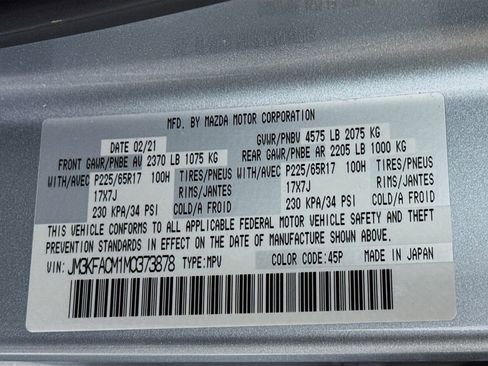 MFD. BY MAZDA MOTOR CORPORATION
DATE 02/21 GVWR/PNBV 4575 LB 2075 KG
FRONT GAWR/PNBE AV 2370 LB 1075 KG REAR GAWR/PNBE AR 2205 LB 1000 KG
WITH/AVEC P225/65R17 100H TIRES/PNEUS WITH/AVEC P225/65R17 100H TIRES/PNEUS
17X7J RIMS/JANTES 17X7J RIMS/JANTES
230 KPA/34 PSI COLD/A FROID 230 KPA/34 PSI COLD/A FROID
THIS VEHICLE CONFORMS TO ALL APPLICABLE FEDERAL MOTOR VEHICLE SAFETY AND THEFT
PREVENTION STANDARDS IN EFFECT ON THE DATE OF MANUFACTURE SHOWN ABOVE.
VIN: JM3KFACM1M0373878 TYPE:MPV COLOR CODE:45P MADE IN JAPAN